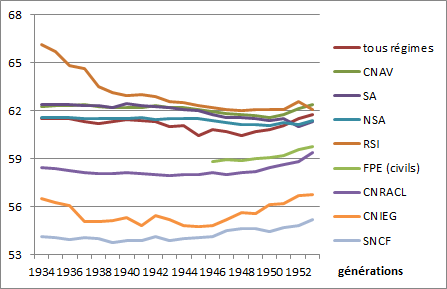 68
65
62
59
56
53
1934 1936 1938 1940 1942 1944 1946 1948 1950 1952
générations
tous régimes
CNAV
SA
NSA
RSI
FPE (civils)
CNRACL
CNIEG
SNCF